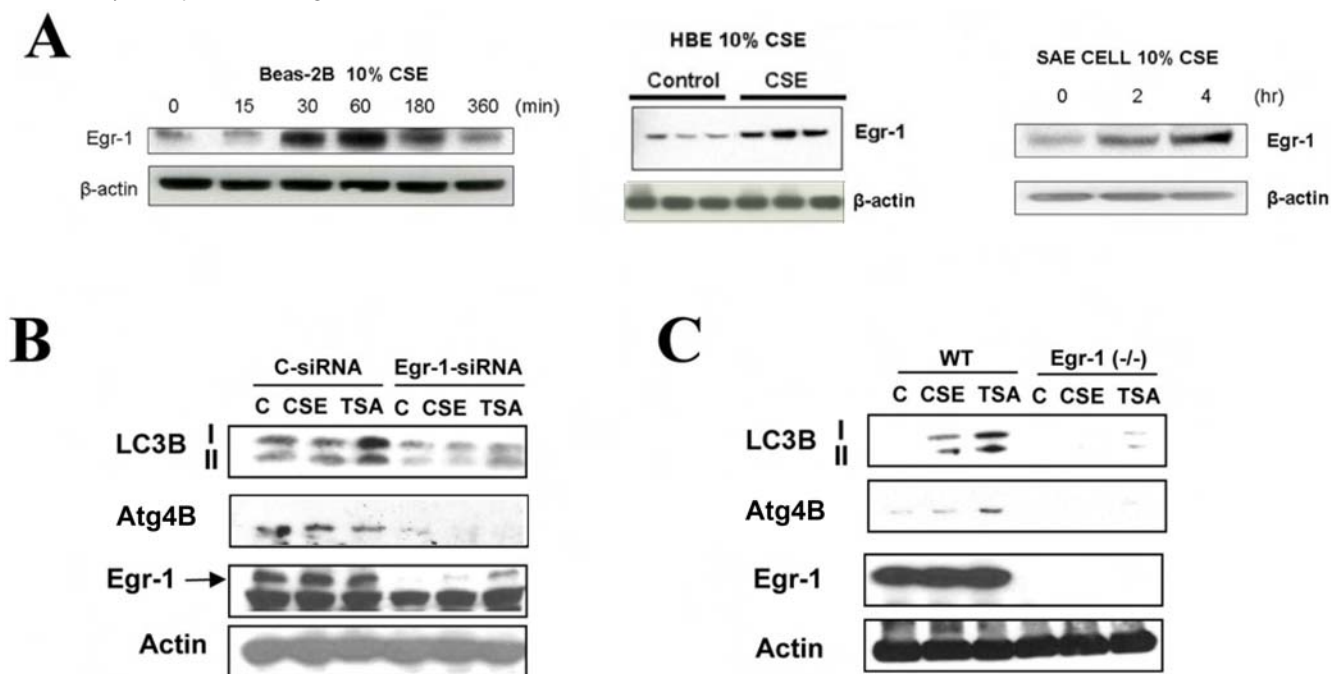 A
Beas-2B 10% CSE
0 15 30 60 180 360 (min)
Egr-1
β-actin
HBE 10% CSE
Control CSE
Egr-1
β-actin
SAE CELL 10% CSE
0 2 4 (hr)
Egr-1
β-actin
B
C-siRNA Egr-1-siRNA
C CSE TSA C CSE TSA
LC3B I
II
Atg4B
Egr-1
Actin
C
WT Egr-1 (-/-)
C CSE TSA C CSE TSA
LC3B I
II
Atg4B
Egr-1
Actin